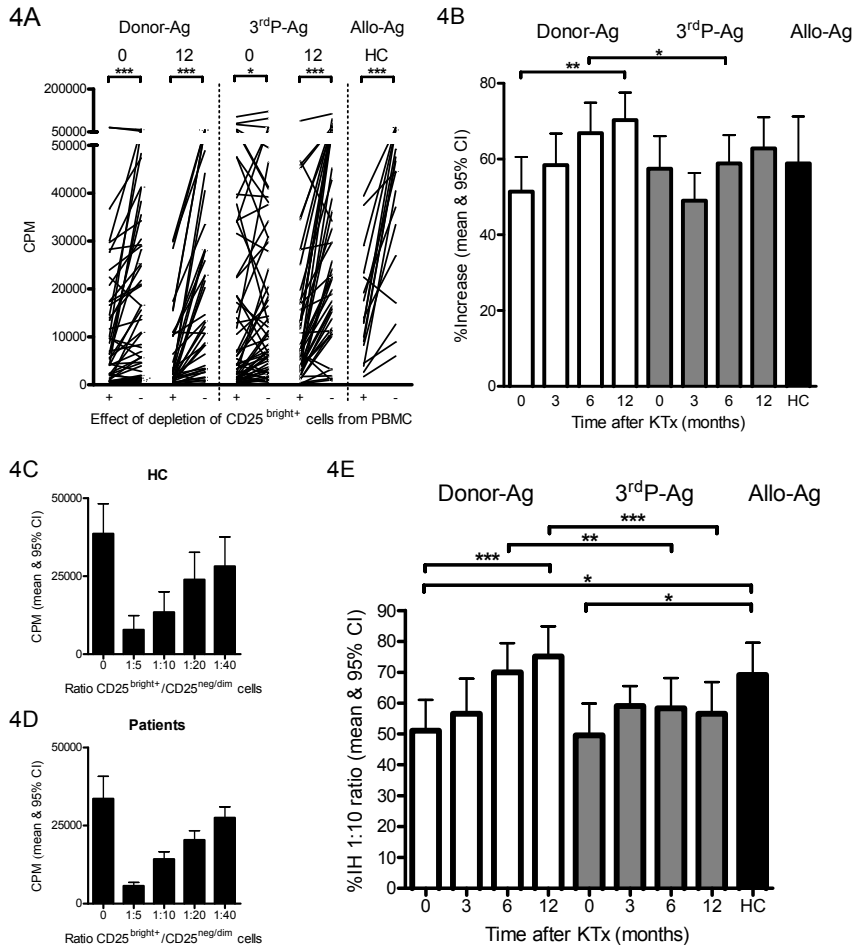 4A
Donor-Ag 3rdP-Ag Allo-Ag
0 12 0 12 HC
*** *** * *** ***
200000
50000
50000
40000
30000
20000
10000
0
CPM
+ - + - + - + - + -
Effect of depletion of CD25 bright+ cells from PBMC
4B
Donor-Ag 3rdP-Ag Allo-Ag
** *
80
60
40
20
0
%Increase (mean & 95% CI)
0 3 6 12 0 3 6 12 HC
Time after KTx (months)
4C
HC
50000
25000
0
CPM (mean & 95% CI)
0 1:5 1:10 1:20 1:40
Ratio CD25bright+/CD25neg/dim cells
4D
Patients
50000
25000
0
CPM (mean & 95% CI)
0 1:5 1:10 1:20 1:40
Ratio CD25bright+/CD25neg/dim cells
4E
Donor-Ag 3rdP-Ag Allo-Ag
***
**
***
*
*
90
80
70
60
50
40
30
20
10
0
%IH 1:10 ratio (mean & 95% CI)
0 3 6 12 0 3 6 12 HC
Time after KTx (months)